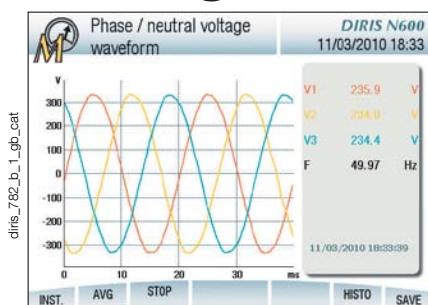 Phase / neutral voltage
waveform
DIRIS N600
11/03/2010 18:33
M
V
300
200
100
0
-100
-200
-300
0 10 20 30 ms
V1 235.9 V
V2 234.0 V
V3 234.4 V
F 49.97 Hz
11/03/2010 18:33:39
INST. AVG STOP HISTO SAVE
diris_782_b_1_gb_cat